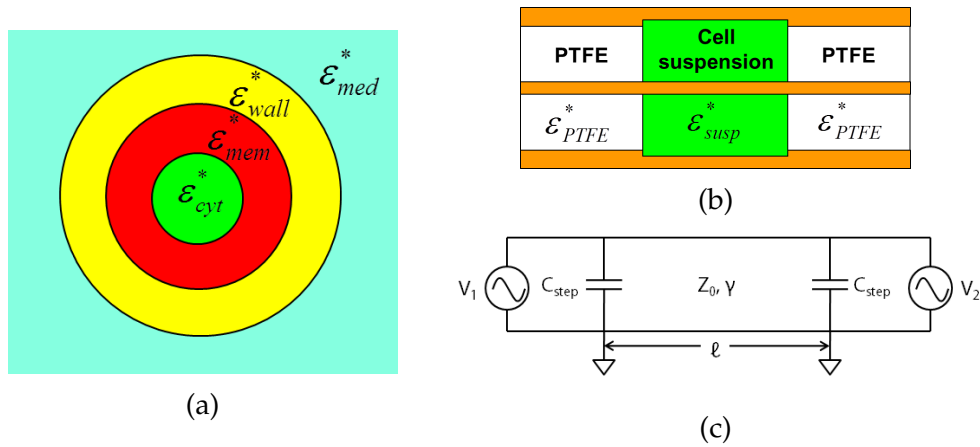 ε*med
ε*wall
ε*mem
ε*cyt
(a)
PTFE
Cell
suspension
PTFE
ε*PTFE
ε*susp
ε*PTFE
(b)
V1
Cstep
Z0, γ
Cstep
V2
ℓ
(c)